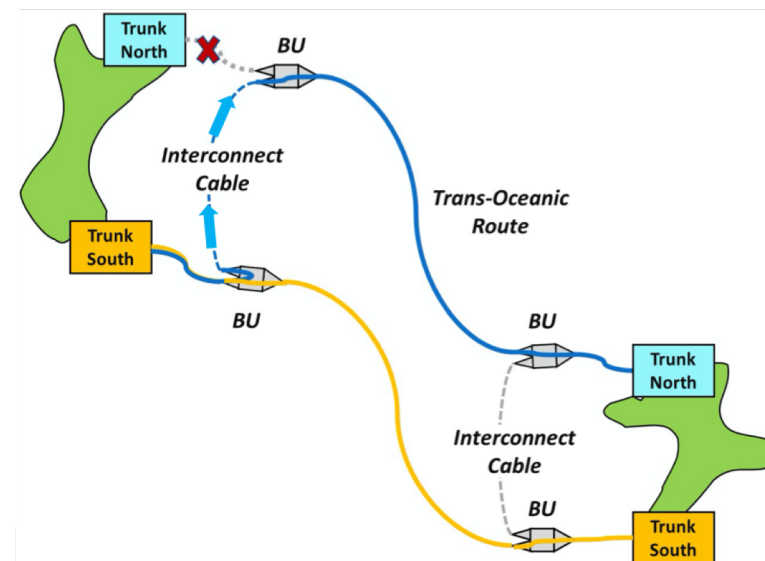 Trunk
North
BU
Interconnect
Cable
Trans-Oceanic
Route
Trunk
South
BU
BU
Trunk
North
Interconnect
Cable
BU
Trunk
South